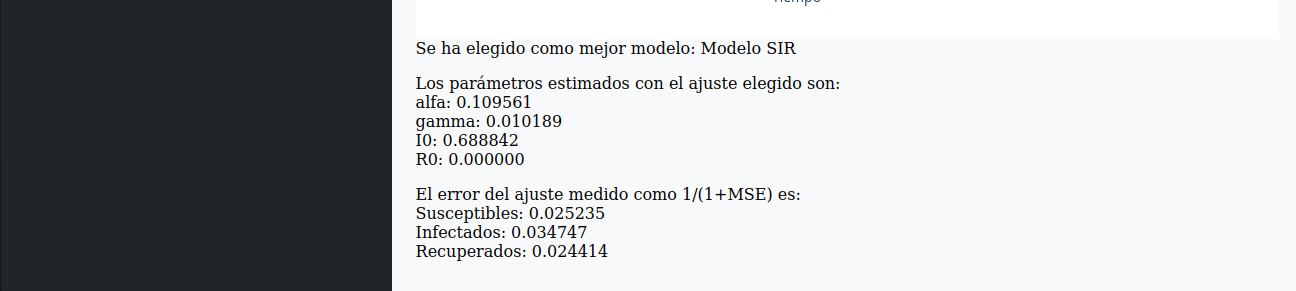 Tiempo
Se ha elegido como mejor modelo: Modelo SIR
Los parámetros estimados con el ajuste elegido son:
alfa: 0.109561
gamma: 0.010189
I0: 0.688842
R0: 0.000000
El error del ajuste medido como 1/(1+MSE) es:
Susceptibles: 0.025235
Infectados: 0.034747
Recuperados: 0.024414